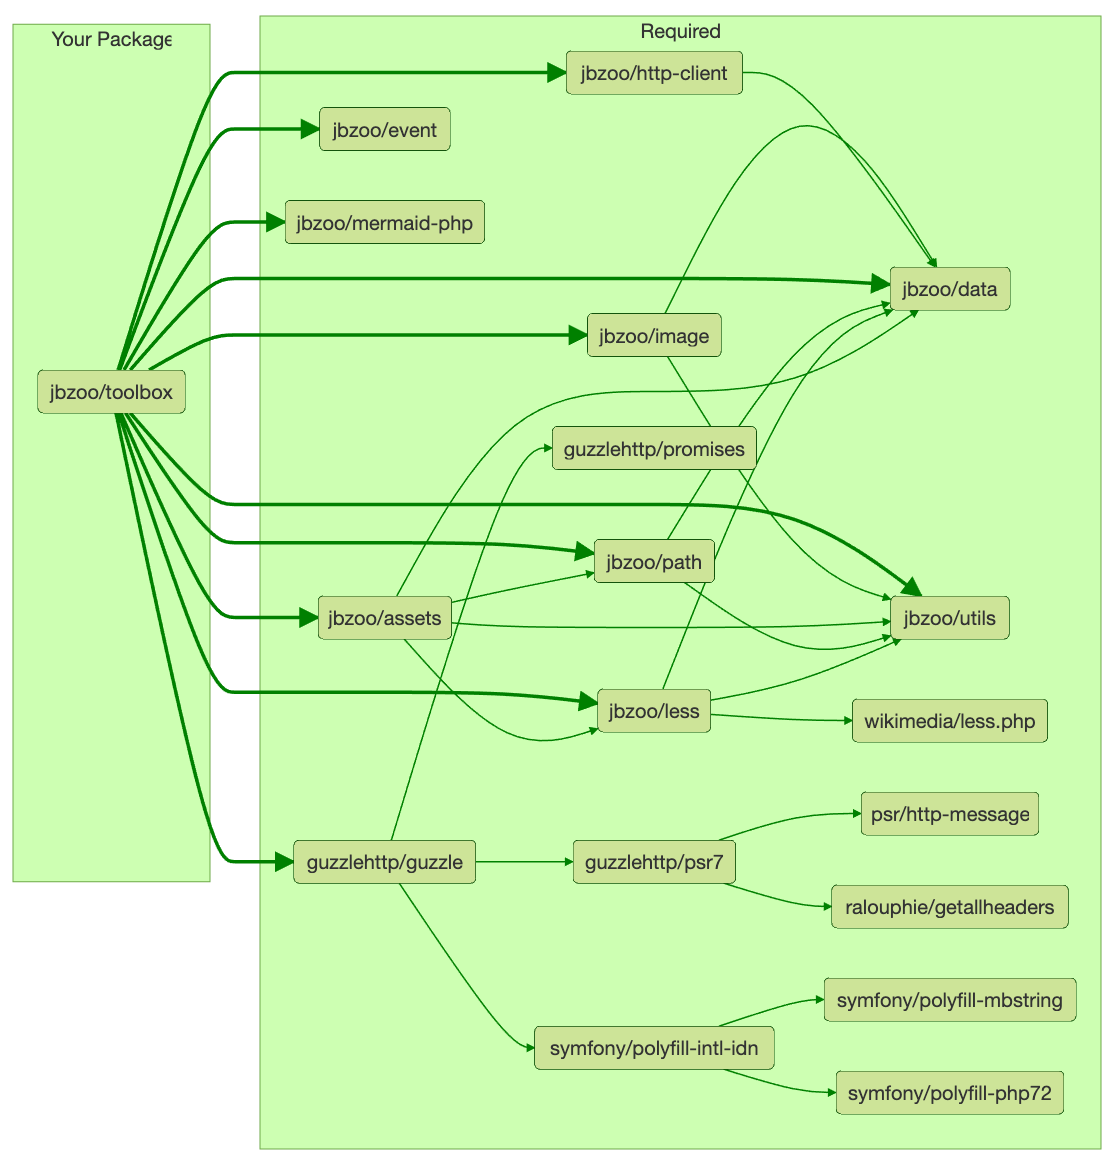 Your Package
Required
jbzoo/http-client
jbzoo/event
jbzoo/mermaid-php
jbzoo/data
jbzoo/image
jbzoo/toolbox
guzzlehttp/promises
jbzoo/path
jbzoo/assets
jbzoo/utils
jbzoo/less
wikimedia/less.php
psr/http-message
guzzlehttp/guzzle
guzzlehttp/psr7
ralouphie/getallheaders
symfony/polyfill-mbstring
symfony/polyfill-intl-idn
symfony/polyfill-php72